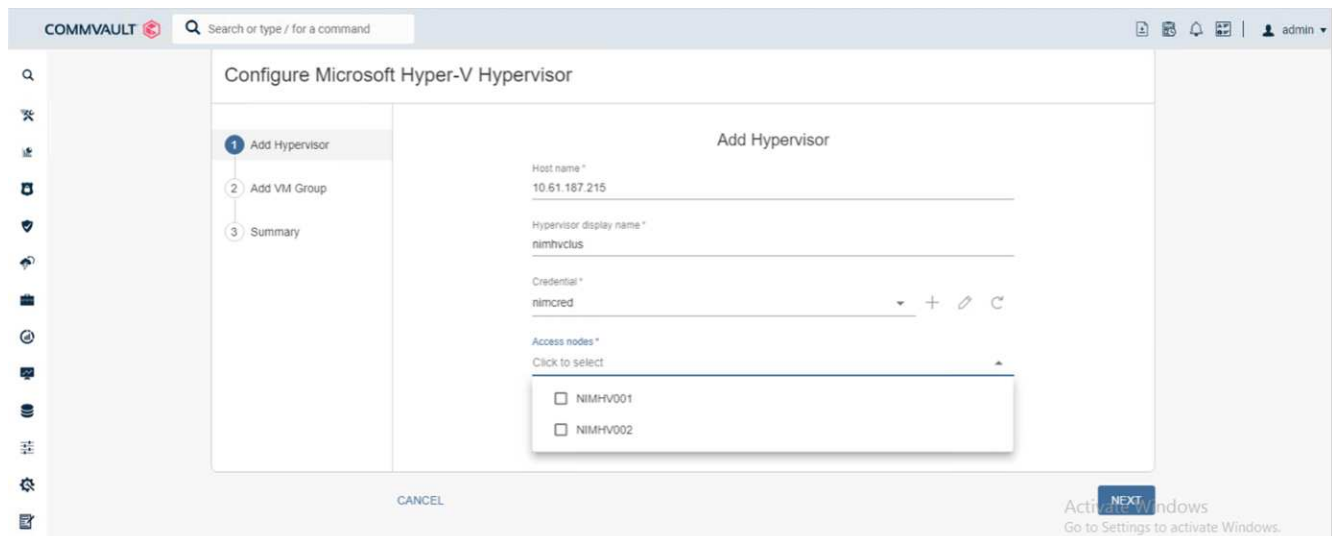 COMMVAULT
Search or type / for a command
admin
Configure Microsoft Hyper-V Hypervisor
1 Add Hypervisor
2 Add VM Group
3 Summary
Add Hypervisor
Host name *
10.61.187.215
Hypervisor display name *
nimhvclus
Credential *
nimcred
Access nodes *
Click to select
NIMHV001
NIMHV002
CANCEL
NEXT
Activate Windows
Go to Settings to activate Windows.